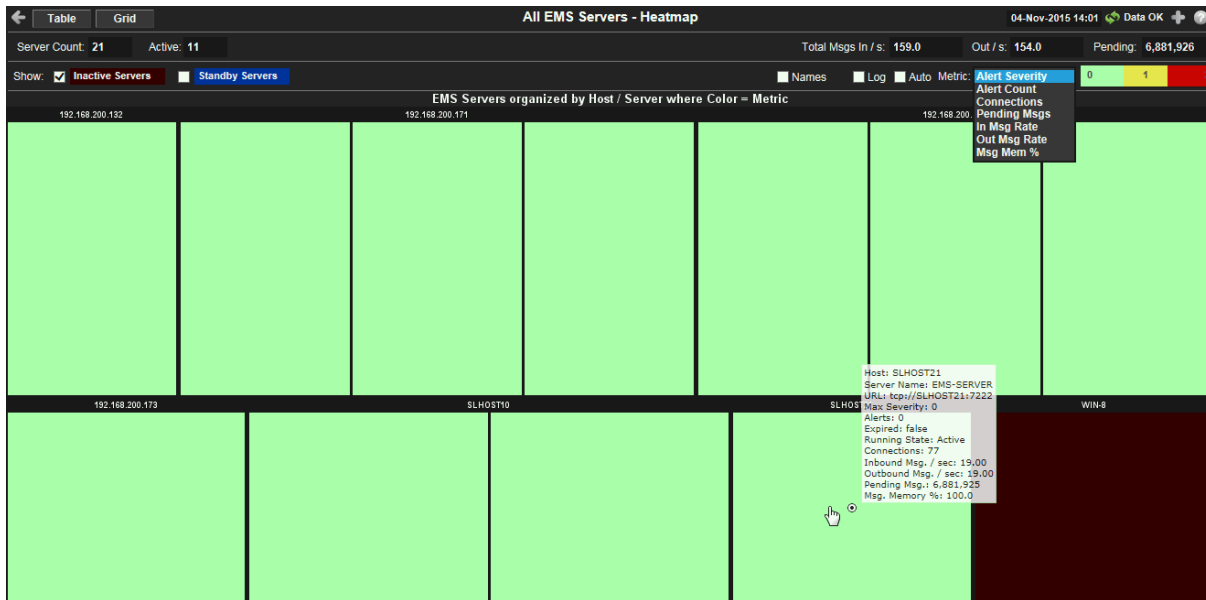 Table Grid All EMS Servers - Heatmap 04-Nov-2015 14:01 Data OK
Server Count: 21 Active: 11 Total Msgs In / s: 159.0 Out / s: 154.0 Pending: 6,881,926
Show: Inactive Servers Standby Servers Names Log Auto Metric: Alert Severity 0 1
Alert Count
Connections
Pending Msgs
In Msg Rate
Out Msg Rate
Msg Mem %
EMS Servers organized by Host / Server where Color = Metric
192.168.200.132 192.168.200.171 192.168.200.
192.168.200.173 SLHOST10 SLHOST WIN-8
Host: SLHOST21
Server Name: EMS-SERVER
URL: tcp://SLHOST21:7222
Max Severity: 0
Alerts: 0
Expired: false
Running State: Active
Connections: 77
Inbound Msg. / sec: 19.00
Outbound Msg. / sec: 19.00
Pending Msg.: 6,881,925
Msg. Memory %: 100.0